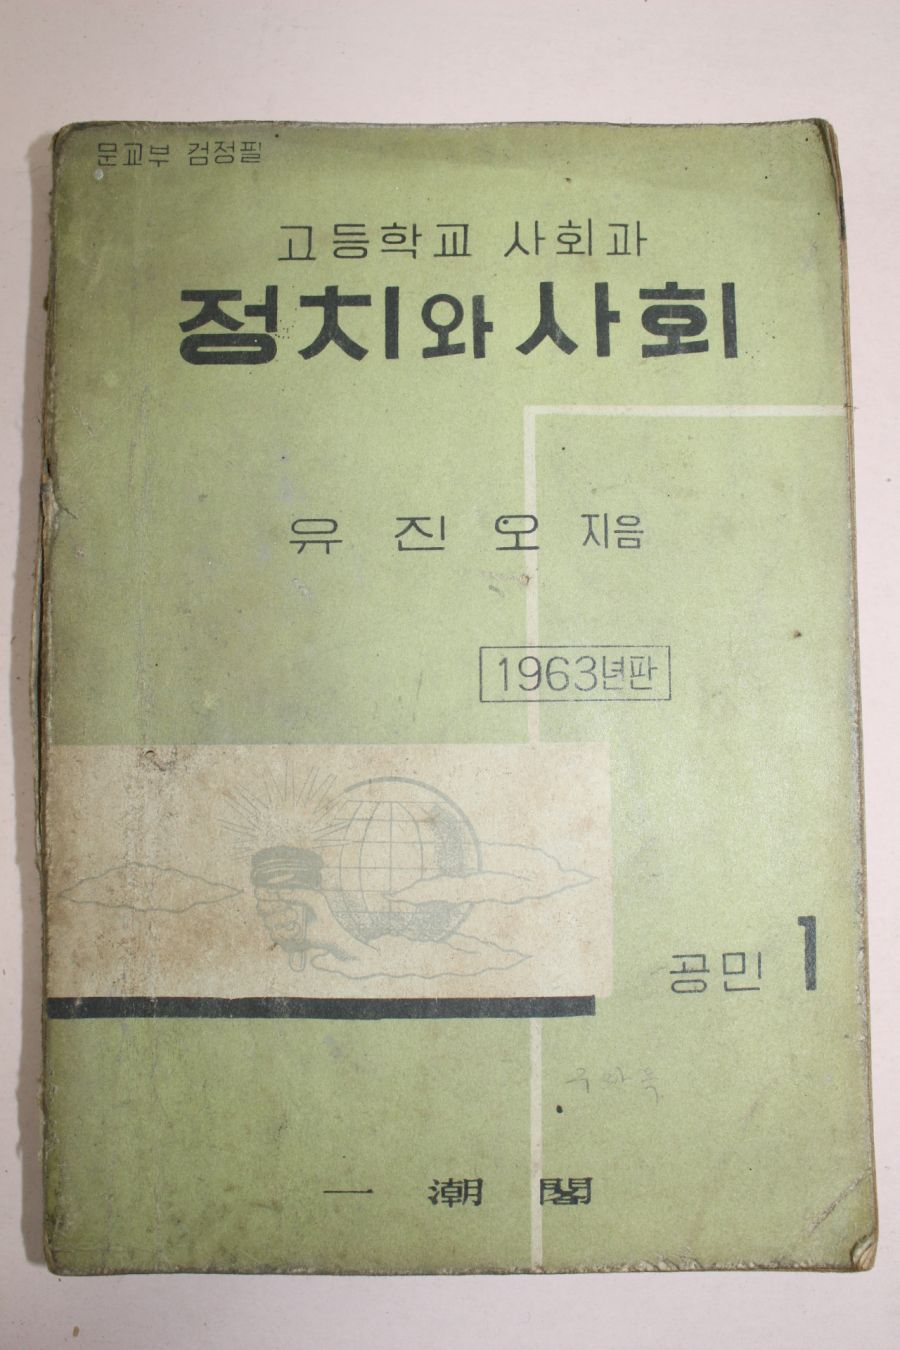 문교부 검정필
고등학교 사회과
정치와 사회
유 진 오 지음
1963년판
공민 1
一 潮 閣